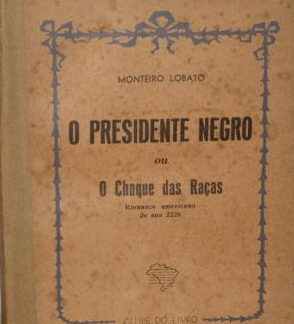 MONTEIRO LOBATO
O PRESIDENTE NEGRO
ou
O Choque das Raças
Romance americano
do ano 2228
CLUBE DO LIVRO